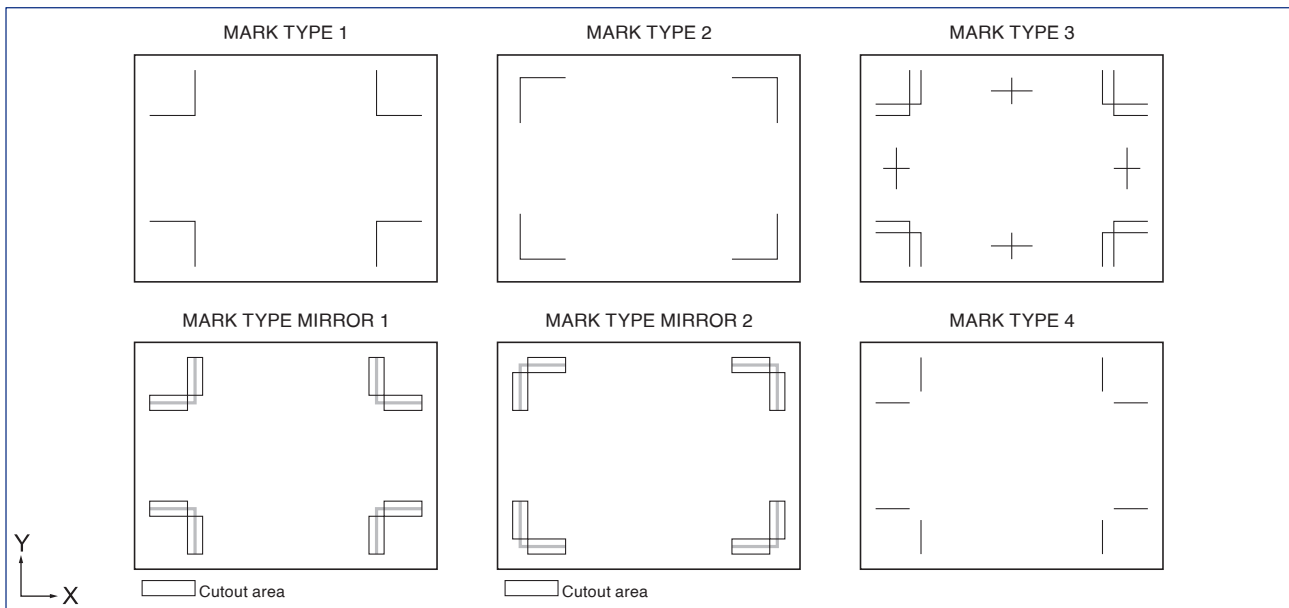 MARK TYPE 1
MARK TYPE 2
MARK TYPE 3
MARK TYPE MIRROR 1
MARK TYPE MIRROR 2
MARK TYPE 4
Y
X
Cutout area
Cutout area